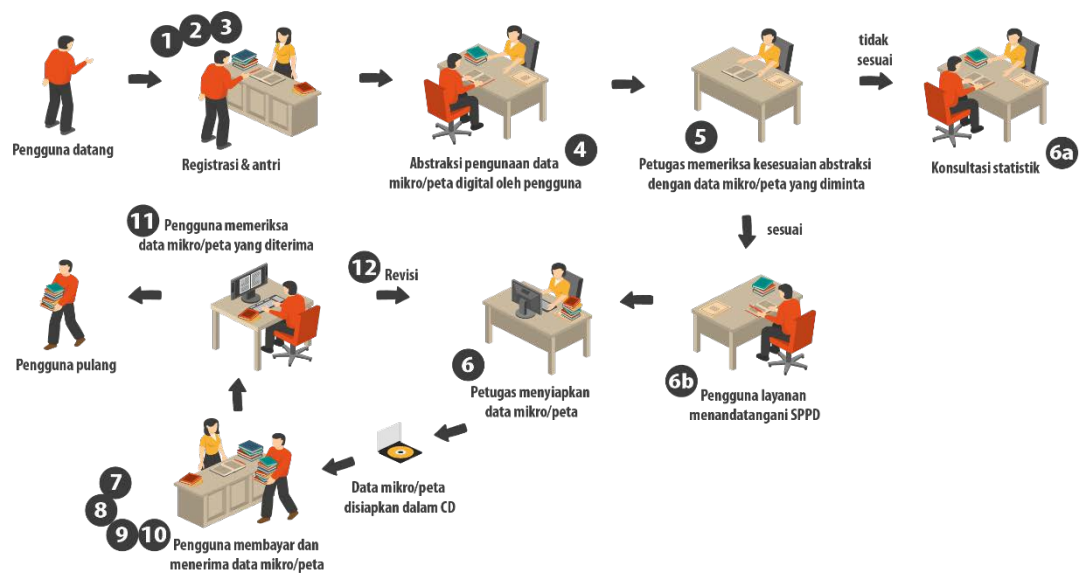 1 2 3
Pengguna datang
Registrasi & antri
Abstraksi pengunaan data
mikro/peta digital oleh pengguna
4
5
Petugas memeriksa kesesuaian abstraksi
dengan data mikro/peta yang diminta
tidak
sesuai
Konsultasi statistik
6a
sesuai
6b
Pengguna layanan
menandatangani SPPD
6
Petugas menyiapkan
data mikro/peta
Data mikro/peta
disiapkan dalam CD
7
8
9 10
Pengguna membayar dan
menerima data mikro/peta
11
Pengguna memeriksa
data mikro/peta yang diterima
12 Revisi
Pengguna pulang